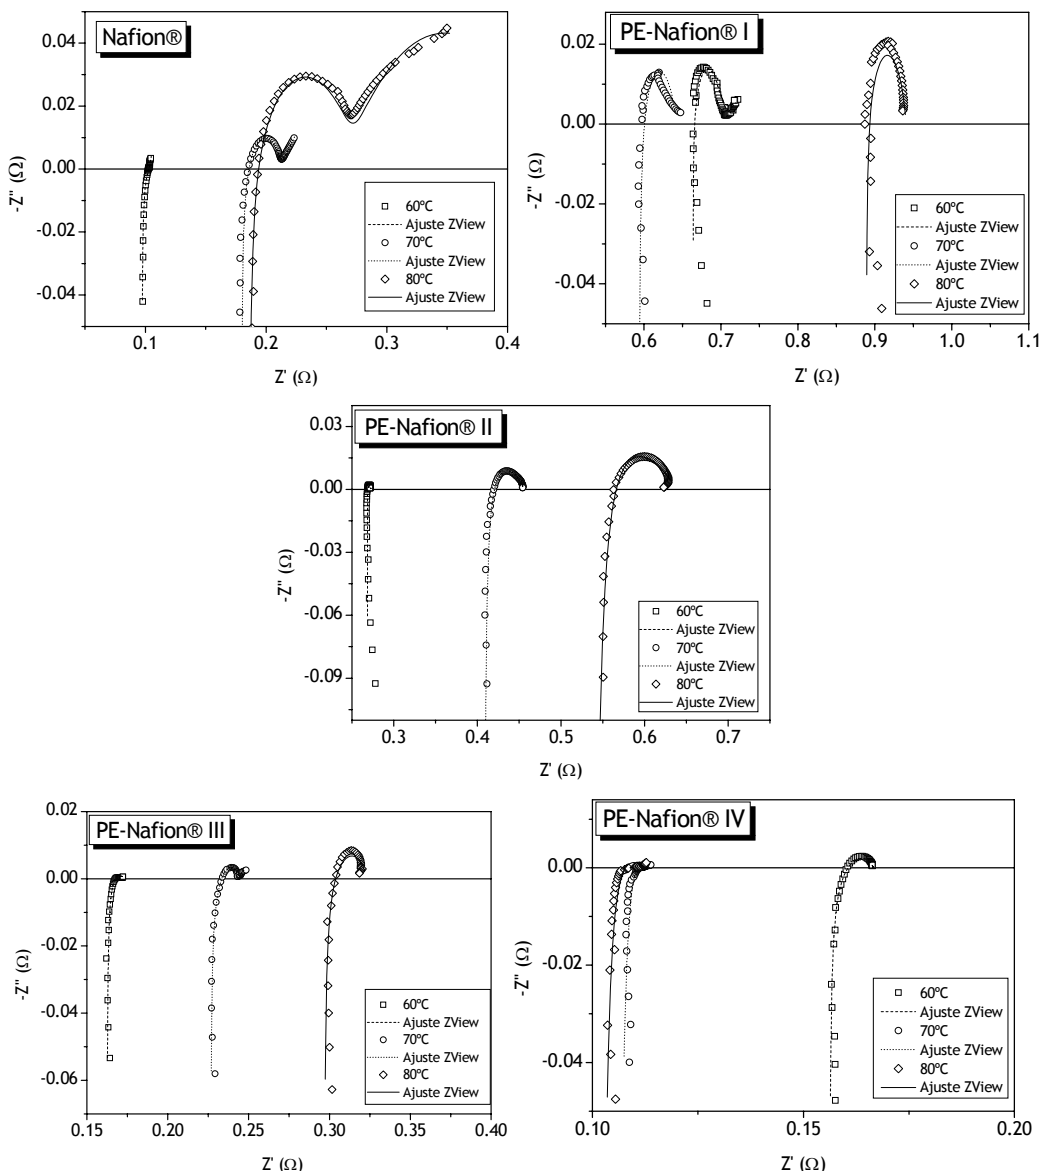 Nafion®
0.04
0.02
0.00
-0.02
-0.04
-Z" (Ω)
60ºC
Ajuste ZView
70ºC
Ajuste ZView
80ºC
Ajuste ZView
0.1
0.2
0.3
0.4
Z' (Ω)
PE-Nafion® I
0.02
0.00
-0.02
-0.04
-Z" (Ω)
60ºC
Ajuste ZView
70ºC
Ajuste ZView
80ºC
Ajuste ZView
0.6
0.7
0.8
0.9
1.0
1.1
Z' (Ω)
PE-Nafion® II
0.03
0.00
-0.03
-0.06
-0.09
-Z" (Ω)
60ºC
Ajuste ZView
70ºC
Ajuste ZView
80ºC
Ajuste ZView
0.3
0.4
0.5
0.6
0.7
Z' (Ω)
PE-Nafion® III
0.02
0.00
-0.02
-0.04
-0.06
-Z" (Ω)
60ºC
Ajuste ZView
70ºC
Ajuste ZView
80ºC
Ajuste ZView
0.15
0.20
0.25
0.30
0.35
0.40
Z' (Ω)
PE-Nafion® IV
0.00
-0.02
-0.04
-Z" (Ω)
60ºC
Ajuste ZView
70ºC
Ajuste ZView
80ºC
Ajuste ZView
0.10
0.15
0.20
Z' (Ω)